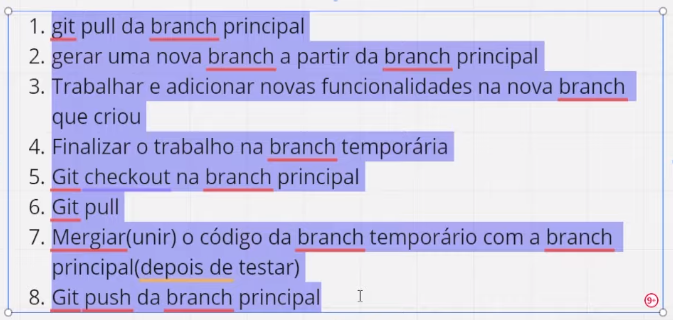 1. git pull da branch principal
2. gerar uma nova branch a partir da branch principal
3. Trabalhar e adicionar novas funcionalidades na nova branch
que criou
4. Finalizar o trabalho na branch temporária
5. Git checkout na branch principal
6. Git pull
7. Mergiar(unir) o código da branch temporário com a branch
principal(depois de testar)
8. Git push da branch principal
9+